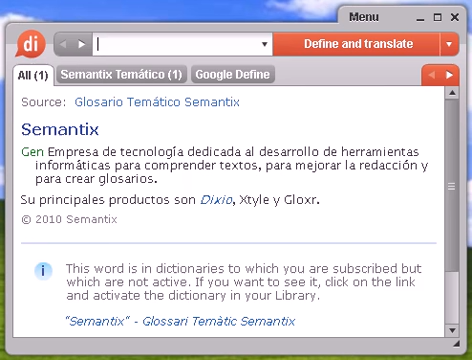 Menu
di
Define and translate
All (1)
Semantix Temático (1)
Google Define
Source: Glosario Temático Semantix
Semantix
Gen Empresa de tecnología dedicada al desarrollo de herramientas
informáticas para comprender textos, para mejorar la redacción y
para crear glosarios.
Su principales producten son Dixio, Xtyle y Gloxr.
© 2010 Semantix
i
This word is in dictionaries to which you are subscribed but
which are not active. If you want to see it, click on the link
and activate the dictionary in your Library.
"Semantix" - Glossari Temàtic Semantix